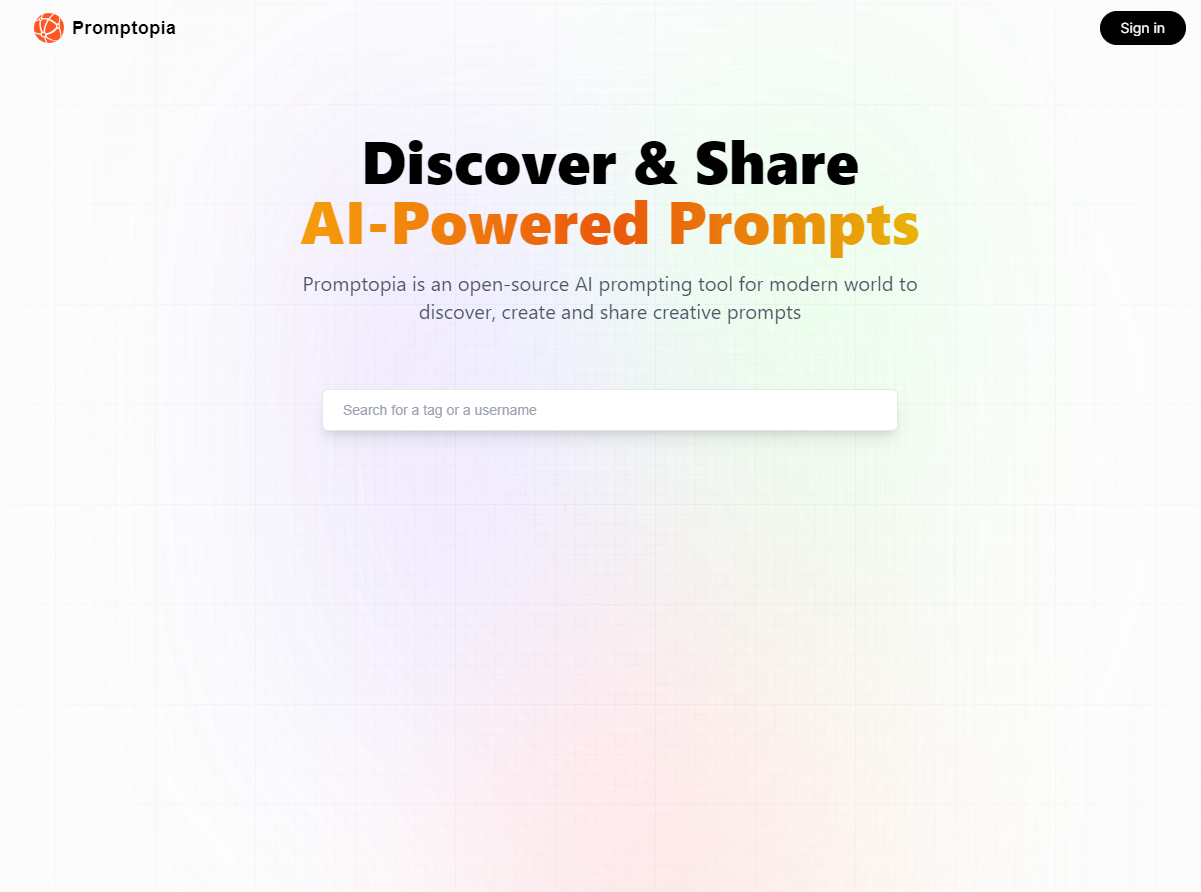 Promptopia
Sign in
Discover & Share
AI-Powered Prompts
Promptopia is an open-source AI prompting tool for modern world to
discover, create and share creative prompts
Search for a tag or a username